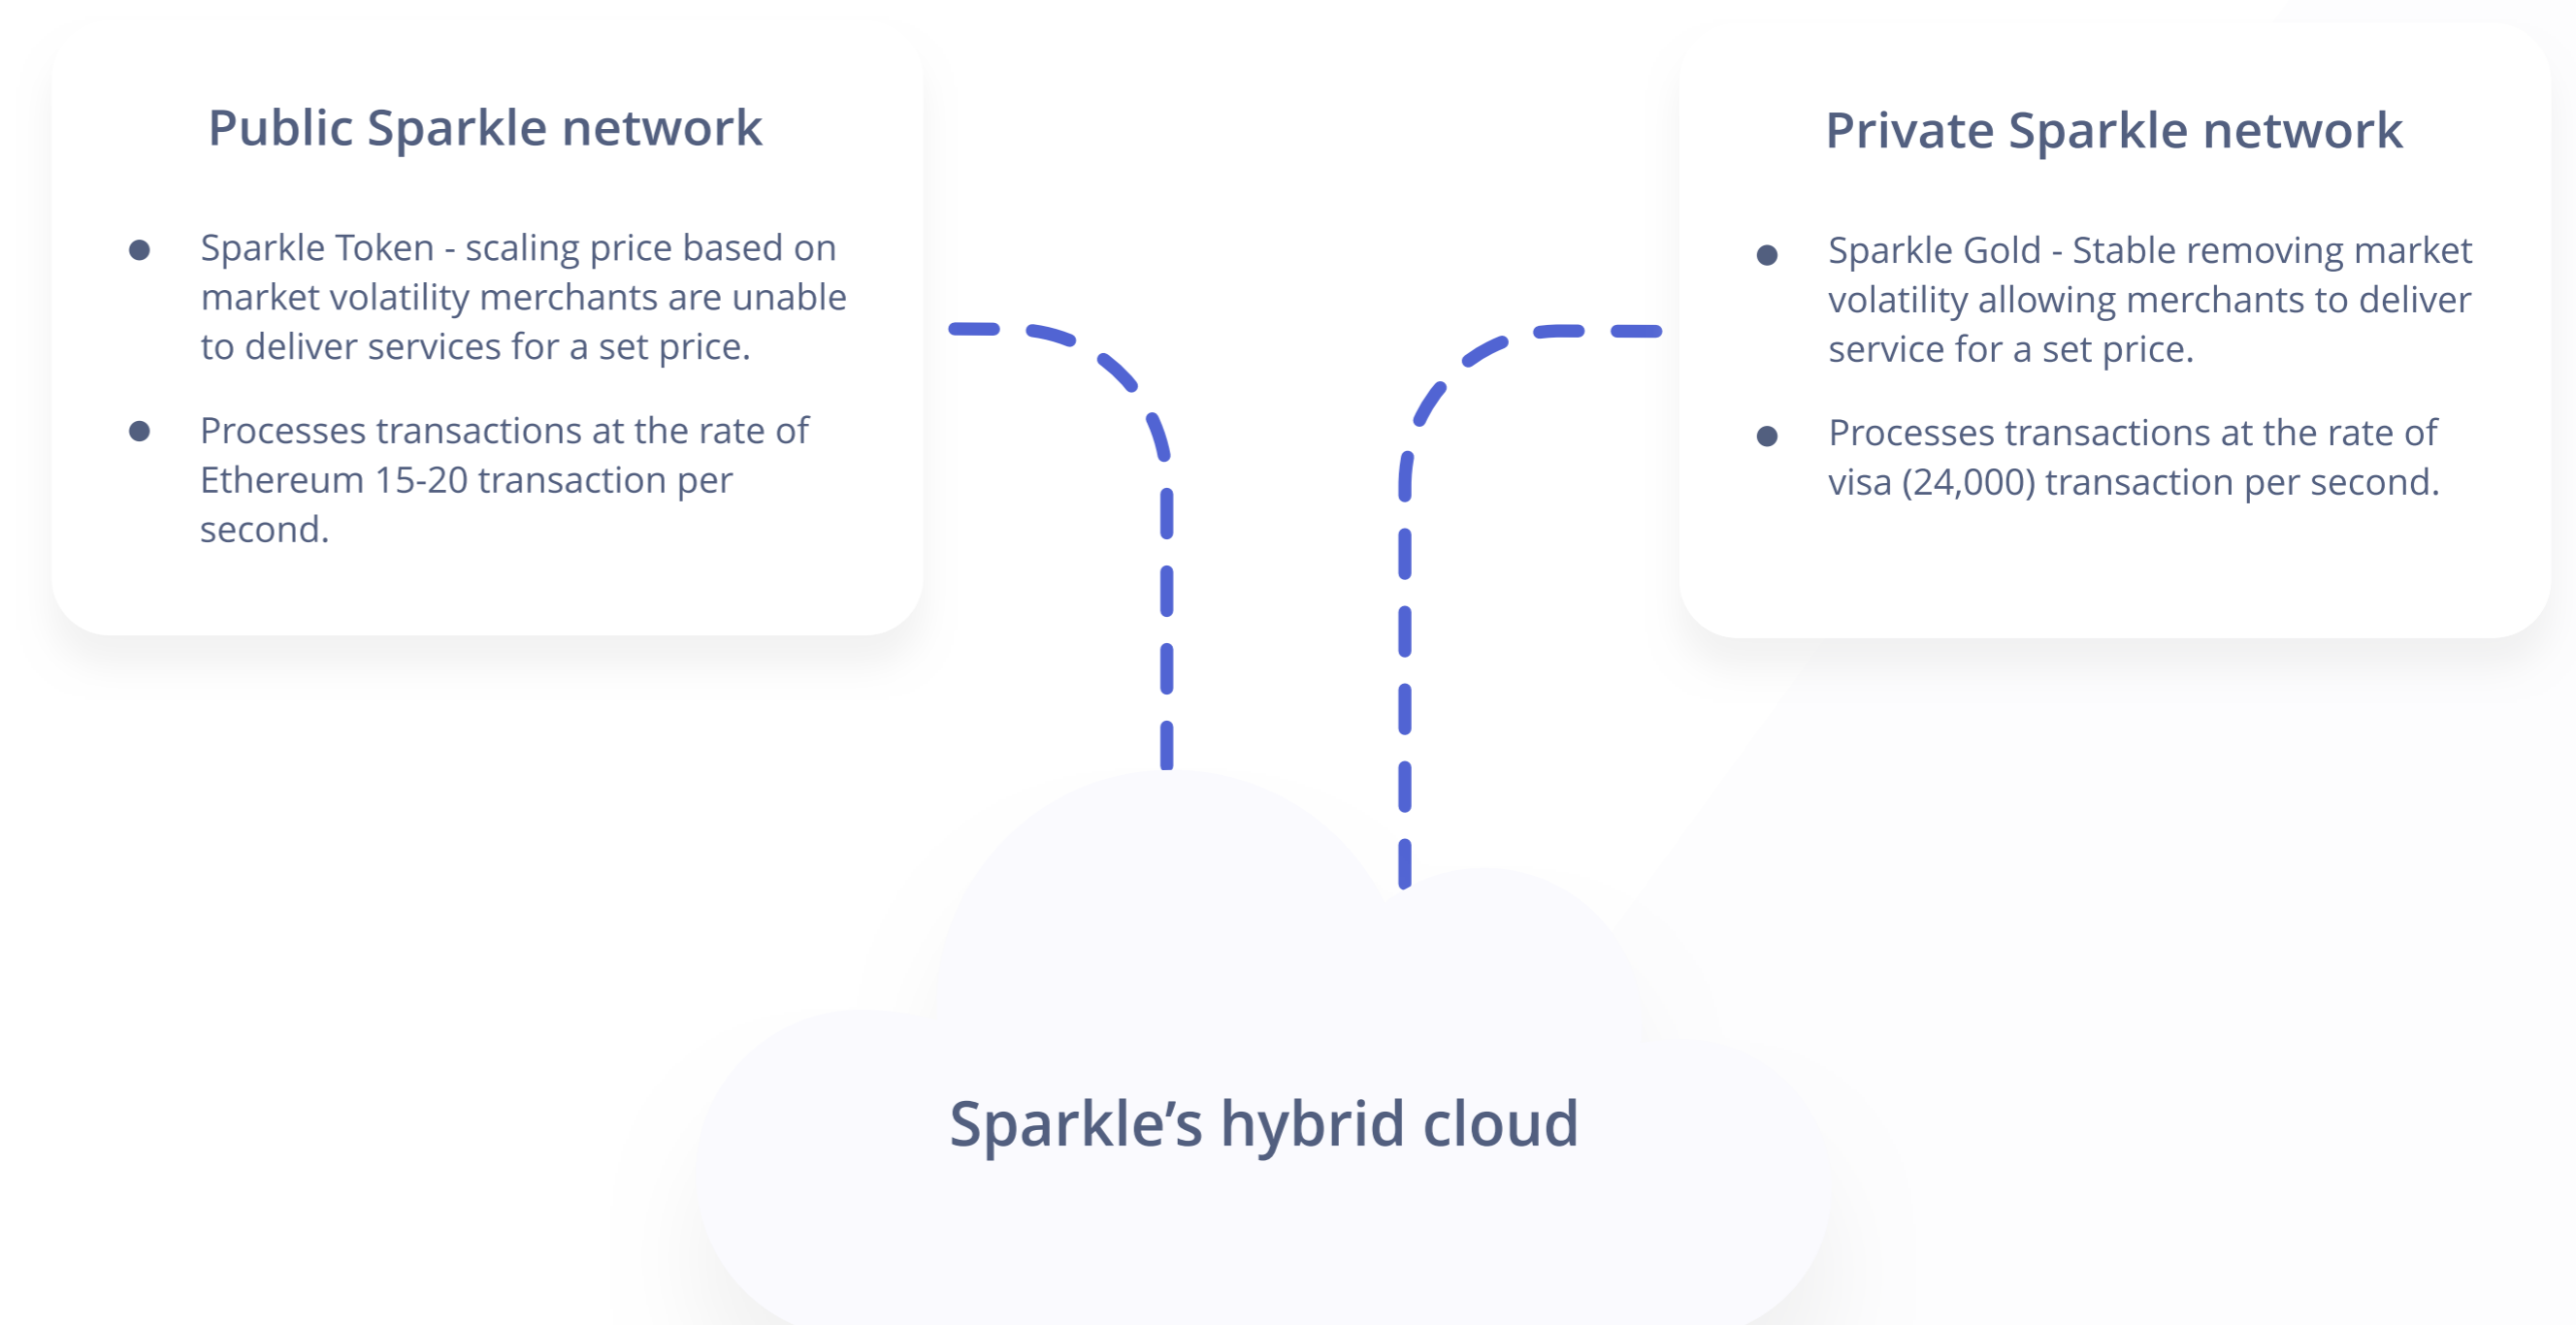 Public Sparkle network
Sparkle Token - scaling price based on
market volatility merchants are unable
to deliver services for a set price.
Processes transactions at the rate of
Ethereum 15-20 transaction per
second.
Private Sparkle network
Sparkle Gold - Stable removing market
volatility allowing merchants to deliver
service for a set price.
Processes transactions at the rate of
visa (24,000) transaction per second.
Sparkle’s hybrid cloud